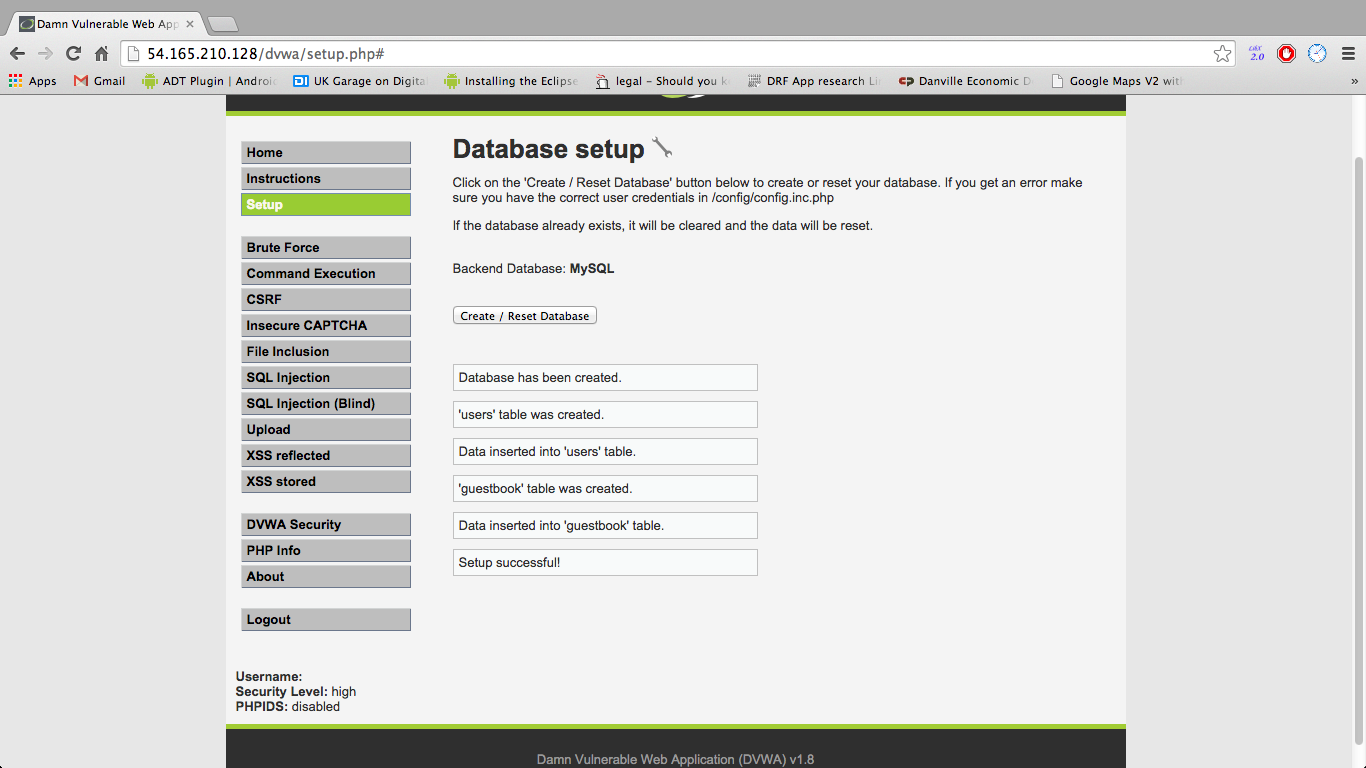 Damn Vulnerable Web App
54.165.210.128/dvwa/setup.php#
Apps
Gmail
ADT Plugin | Android
UK Garage on Digital
Installing the Eclipse
legal - Should you k
DRF App research Li
Danville Economic D
Google Maps V2 with
»
Home
Instructions
Setup
Brute Force
Command Execution
CSRF
Insecure CAPTCHA
File Inclusion
SQL Injection
SQL Injection (Blind)
Upload
XSS reflected
XSS stored
DVWA Security
PHP Info
About
Logout
Username:
Security Level: high
PHPIDS: disabled
Database setup
Click on the 'Create / Reset Database' button below to create or reset your database. If you get an error make
sure you have the correct user credentials in /config/config.inc.php
If the database already exists, it will be cleared and the data will be reset.
Backend Database: MySQL
Create / Reset Database
Database has been created.
'users' table was created.
Data inserted into 'users' table.
'guestbook' table was created.
Data inserted into 'guestbook' table.
Setup successful!
Damn Vulnerable Web Application (DVWA) v1.8